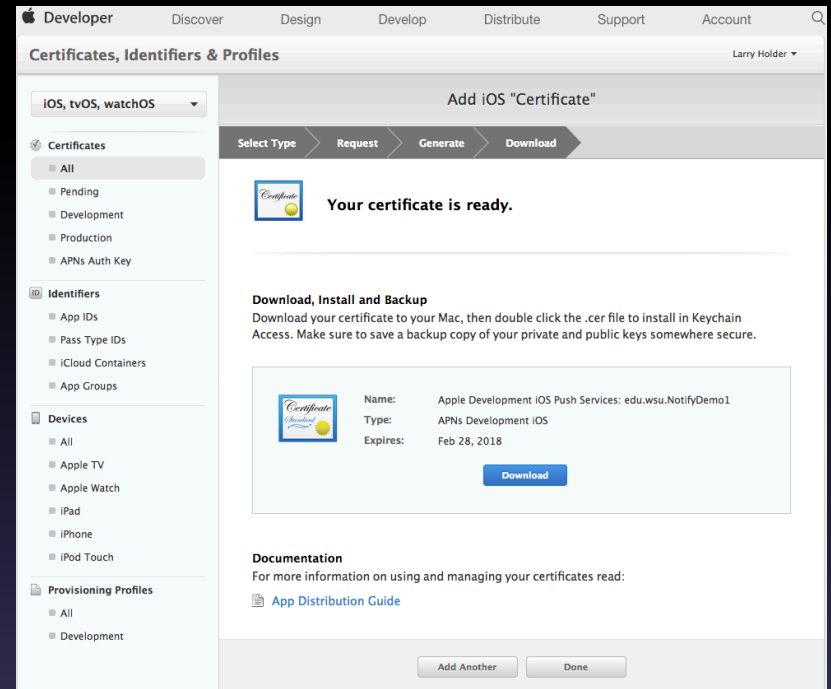 Developer Discover Design Develop Distribute Support Account
Certificates, Identifiers & Profiles
Larry Holder
iOS, tvOS, watchOS
Certificates
All
Pending
Development
Production
APNs Auth Key
ID Identifiers
App IDs
Pass Type IDs
iCloud Containers
App Groups
Devices
All
Apple TV
Apple Watch
iPad
iPhone
iPod Touch
Provisioning Profiles
All
Development
Add iOS "Certificate"
Select Type Request Generate Download
Certificate
Your certificate is ready.
Download, Install and Backup
Download your certificate to your Mac, then double click the .cer file to install in Keychain
Access. Make sure to save a backup copy of your private and public keys somewhere secure.
Certificate
Standard
Name: Apple Development iOS Push Services: edu.wsu.NotifyDemo1
Type: APNs Development iOS
Expires: Feb 28, 2018
Download
Documentation
For more information on using and managing your certificates read:
App Distribution Guide
Add Another Done